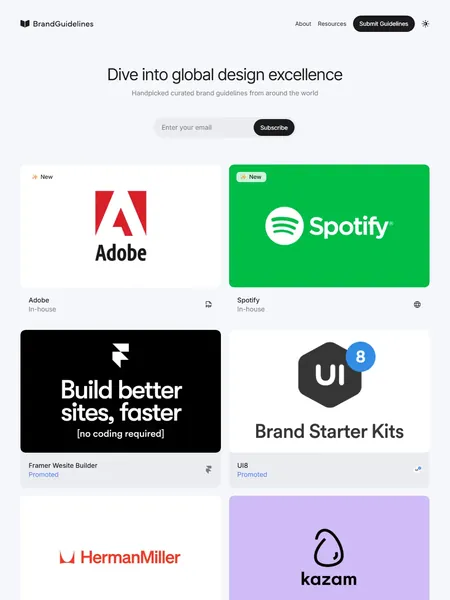 BrandGuidelines
About
Resources
Submit Guidelines
Dive into global design excellence
Handpicked curated brand guidelines from around the world
Enter your email
Subscribe
New
Adobe
New
Spotify®
Adobe
In-house
Spotify
In-house
Build better
sites, faster
[no coding required]
UI 8
Brand Starter Kits
Framer Wesite Builder
Promoted
UI8
Promoted
HermanMiller
kazam